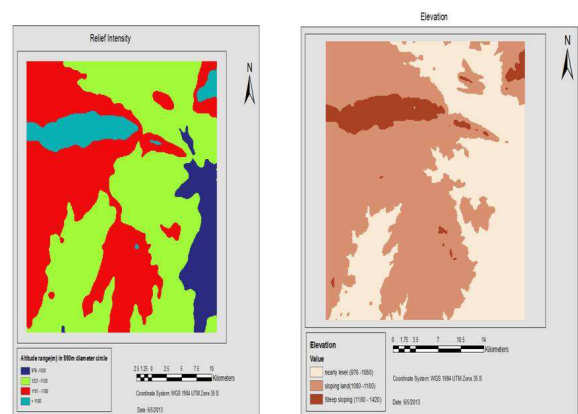 Relief Intensity
N
Altitude range(m) in 990m diameter circle
976 - 1030
1031 - 1100
1101 - 1180
> 1180
2.5 1.25 0 2.5 5 7.5 10
Kilometers
Coordinate System: WGS 1984 UTM Zone 35 S
Date :6/5/2013
Elevation
N
Elevation
Value
nearly level (976 -1080)
sloping land(1080 -1180)
Steep sloping (1180 - 1420)
0 1.75 3.5 7 10.5 14
Kilometers
Coordinate System: WGS 1984 UTM Zone 35 S
Date :6/5/2013